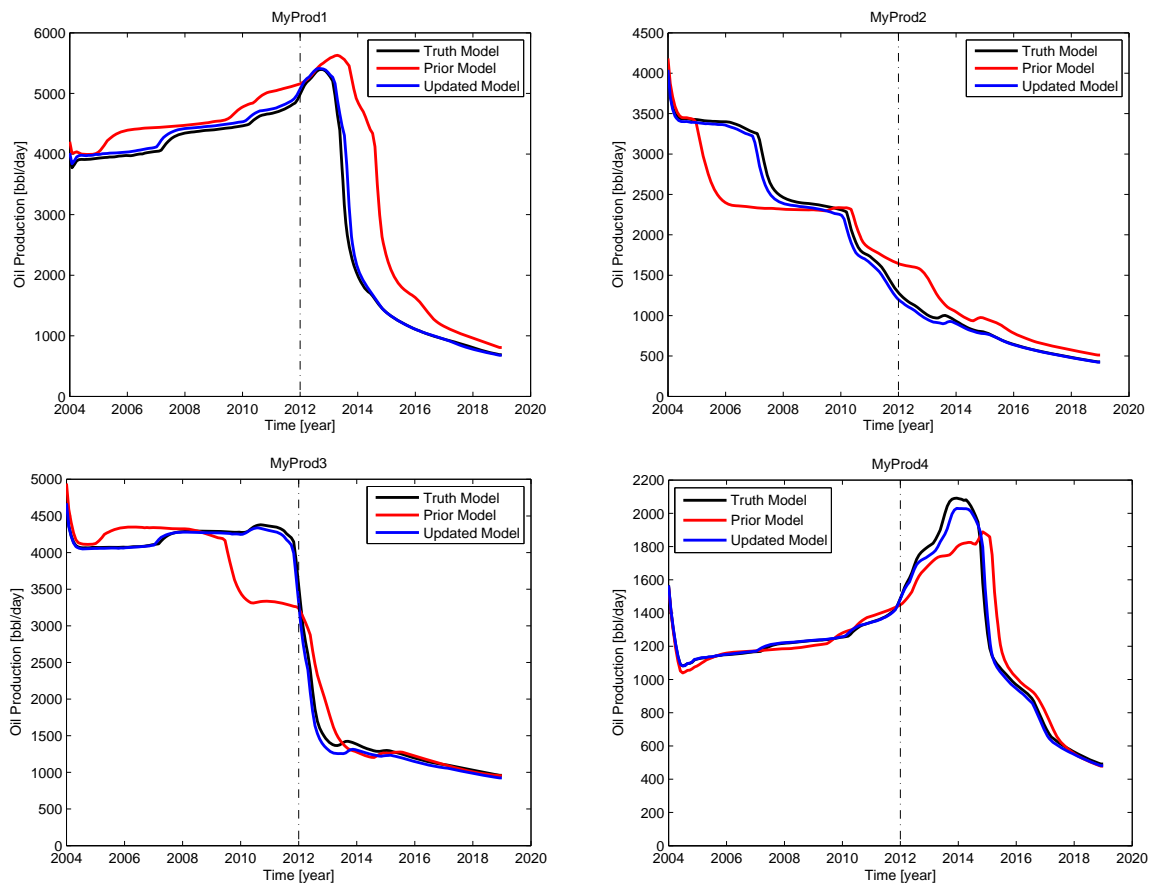 MyProd1
6000
5000
4000
3000
2000
1000
0
Oil Production [bbl/day]
Truth Model
Prior Model
Updated Model
2004 2006 2008 2010 2012 2014 2016 2018 2020
Time [year]
MyProd2
4500
4000
3500
3000
2500
2000
1500
1000
500
0
Oil Production [bbl/day]
Truth Model
Prior Model
Updated Model
2004 2006 2008 2010 2012 2014 2016 2018 2020
Time [year]
MyProd3
5000
4500
4000
3500
3000
2500
2000
1500
1000
500
0
Oil Production [bbl/day]
Truth Model
Prior Model
Updated Model
2004 2006 2008 2010 2012 2014 2016 2018 2020
Time [year]
MyProd4
2200
2000
1800
1600
1400
1200
1000
800
600
400
200
0
Oil Production [bbl/day]
Truth Model
Prior Model
Updated Model
2004 2006 2008 2010 2012 2014 2016 2018 2020
Time [year]